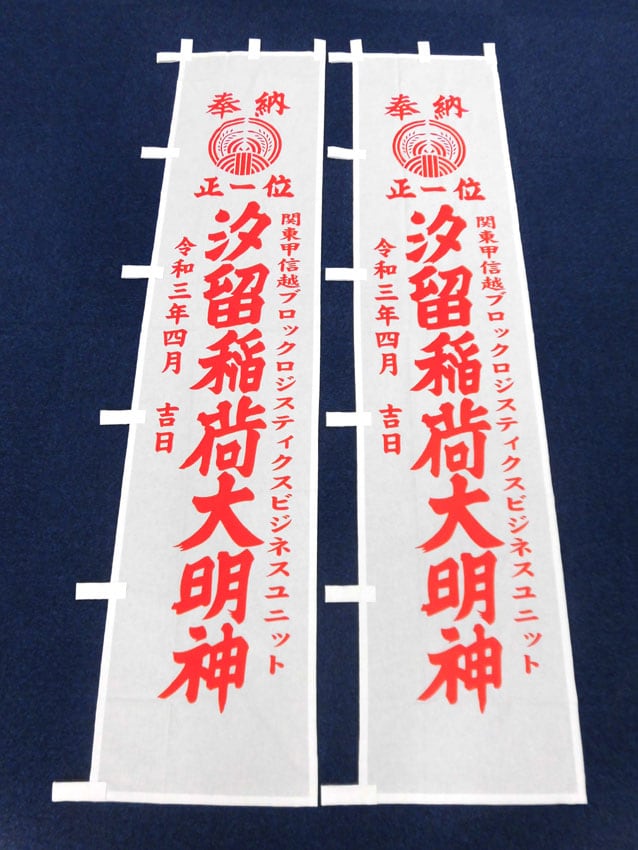 奉納
正一位
関東甲信越ブロックロジスティクスビジネスユニット
汐留稲荷大明神
令和三年四月 吉日
奉納
正一位
関東甲信越ブロックロジスティクスビジネスユニット
汐留稲荷大明神
令和三年四月 吉日